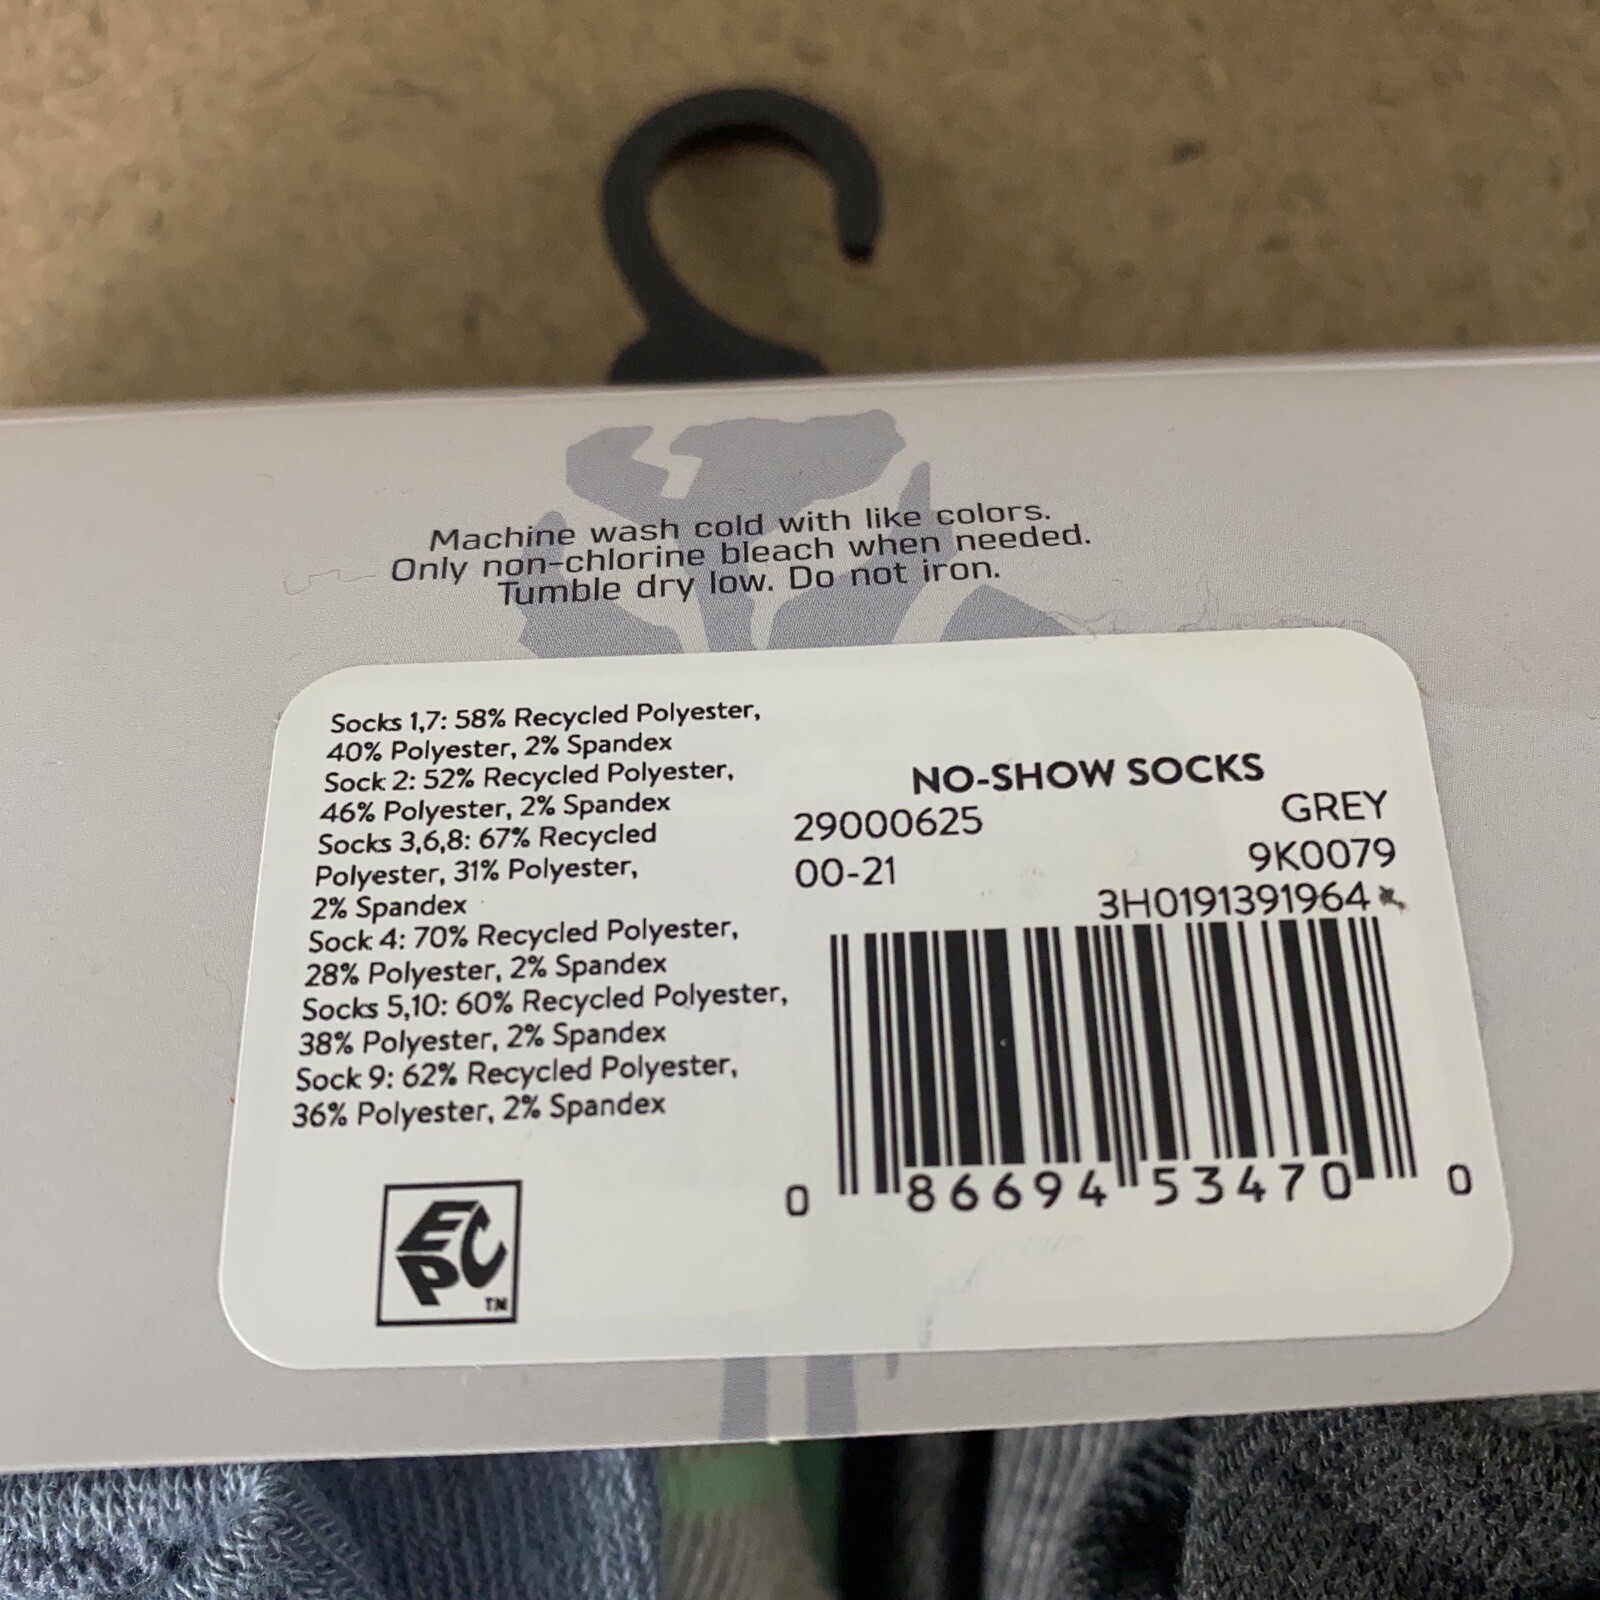 Machine wash cold with like colors.
Only non-chlorine bleach when needed.
Tumble dry low. Do not iron.
Socks 1,7: 58% Recycled Polyester,
40% Polyester, 2% Spandex
Sock 2: 52% Recycled Polyester,
46% Polyester, 2% Spandex
Socks 3,6,8: 67% Recycled
Polyester, 31% Polyester,
2% Spandex
Sock 4: 70% Recycled Polyester,
28% Polyester, 2% Spandex
Socks 5,10: 60% Recycled Polyester,
38% Polyester, 2% Spandex
Sock 9: 62% Recycled Polyester,
36% Polyester, 2% Spandex
EPC TM
NO-SHOW SOCKS
29000625 GREY
00-21 9K0079
3H0191391964
0 86694 53470 0